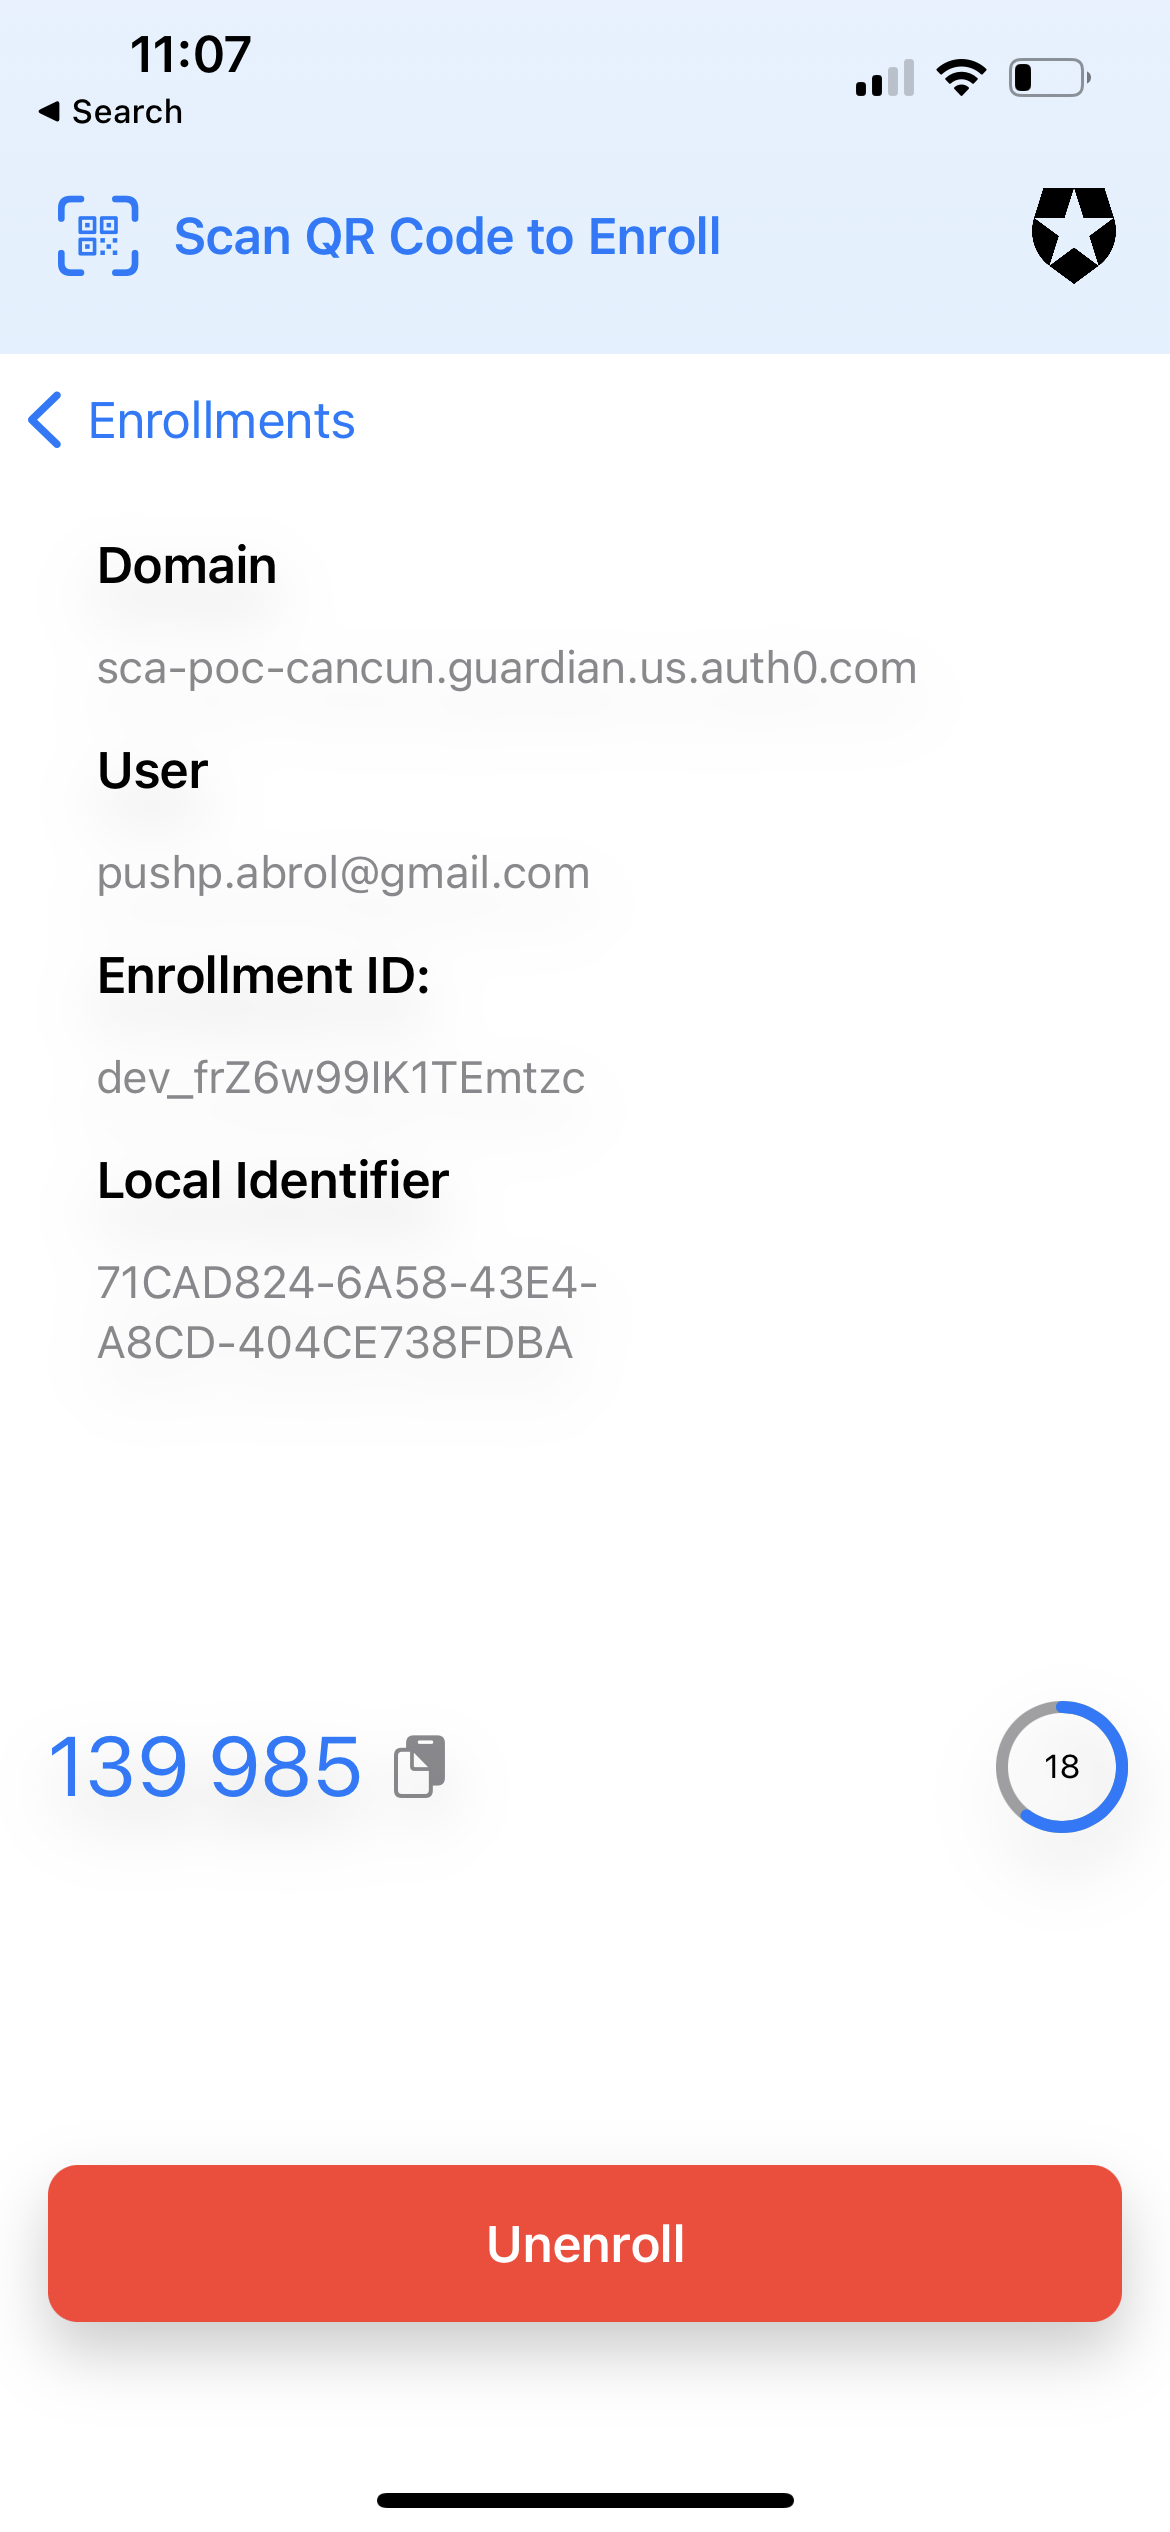 11:07
◀ Search
Scan QR Code to Enroll
Enrollments
Domain
sca-poc-cancun.guardian.us.auth0.com
User
pushp.abrol@gmail.com
Enrollment ID:
dev_frZ6w99IK1TEmtzc
Local Identifier
71CAD824-6A58-43E4-
A8CD-404CE738FDBA
139 985
18
Unenroll